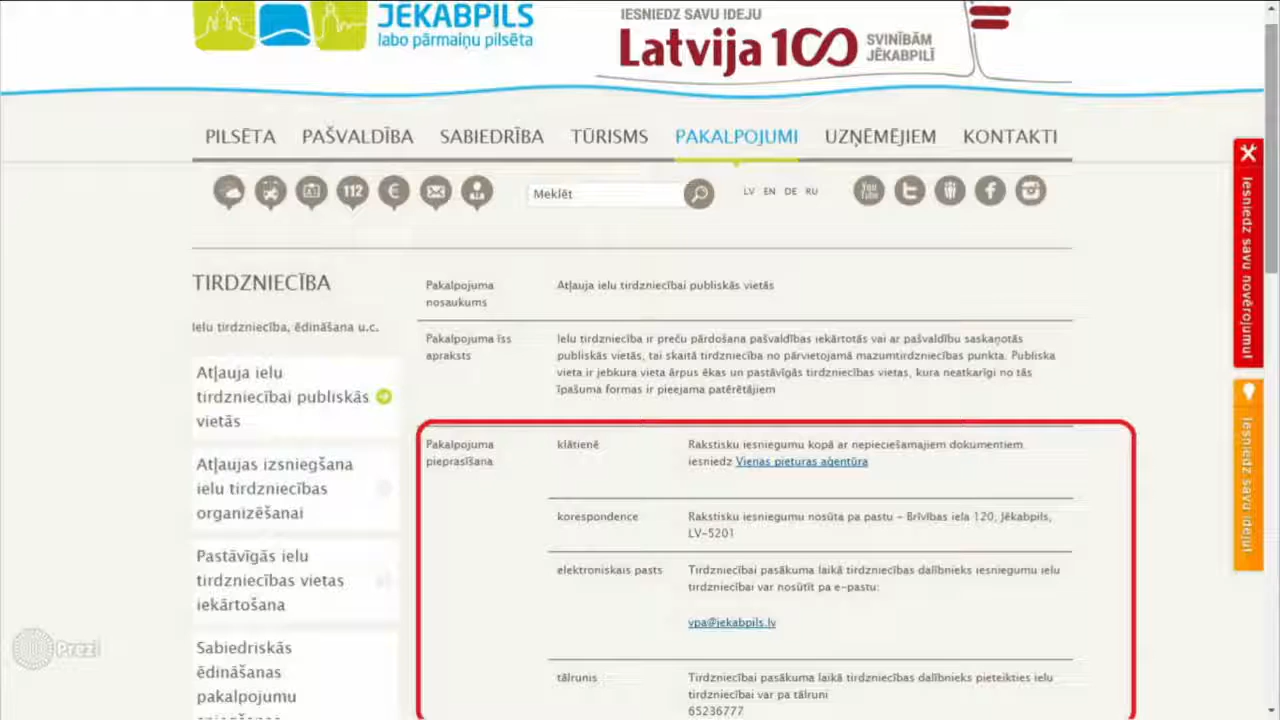 JĒKABPILS
labo pārmaiņu pilsēta
IESNIEDZ SAVU IDEJU
Latvija 100
SVINĪBĀM
JĒKABPILĪ
PILSĒTA PAŠVALDĪBA SABIEDRĪBA TŪRISMS PAKALPOJUMI UZŅĒMĒJIEM KONTAKTI
112 € Meklēt LV EN DE RU You Tube
Iesniedz savu novērojumu!
Iesniedz savu ideju!
TIRDZNIECĪBA
Ielu tirdzniecība, ēdināšana u.c.
Atļauja ielu
tirdzniecībai publiskās
vietās
Atļaujas izsniegšana
ielu tirdzniecības
organizēšanai
Pastāvīgās ielu
tirdzniecības vietas
iekārtošana
Sabiedriskās
ēdināšanas
pakalpojumu
Pakalpojuma
nosaukums
Atļauja ielu tirdzniecībai publiskās vietās
Pakalpojuma īss
apraksts
Ielu tirdzniecība ir preču pārdošana pašvaldības iekārtotās vai ar pašvaldību saskaņotās
publiskās vietās, tai skaitā tirdzniecība no pārvietojamā mazumtirdzniecības punkta. Publiska
vieta ir jebkura vieta ārpus ēkas un pastāvīgās tirdzniecības vietas, kura neatkarīgi no tās
īpašuma formas ir pieejama patērētājiem
Pakalpojuma
pieprasīšana
klātienē
Rakstisku iesniegumu kopā ar nepieciešamajiem dokumentiem
iesniedz Vienas pieturas aģentūra
korespondence
Rakstisku iesniegumu nosūta pa pastu – Brīvības iela 120, Jēkabpils,
LV-5201
elektroniskais pasts
Tirdzniecībai pasākuma laikā tirdzniecības dalībnieks iesniegumu ielu
tirdzniecībai var nosūtīt pa e-pastu:
vpa@jekabpils.lv
tālrunis
Tirdzniecībai pasākuma laikā tirdzniecības dalībnieks pieteikties ielu
tirdzniecībai var pa tālruni
65236777
Prezi